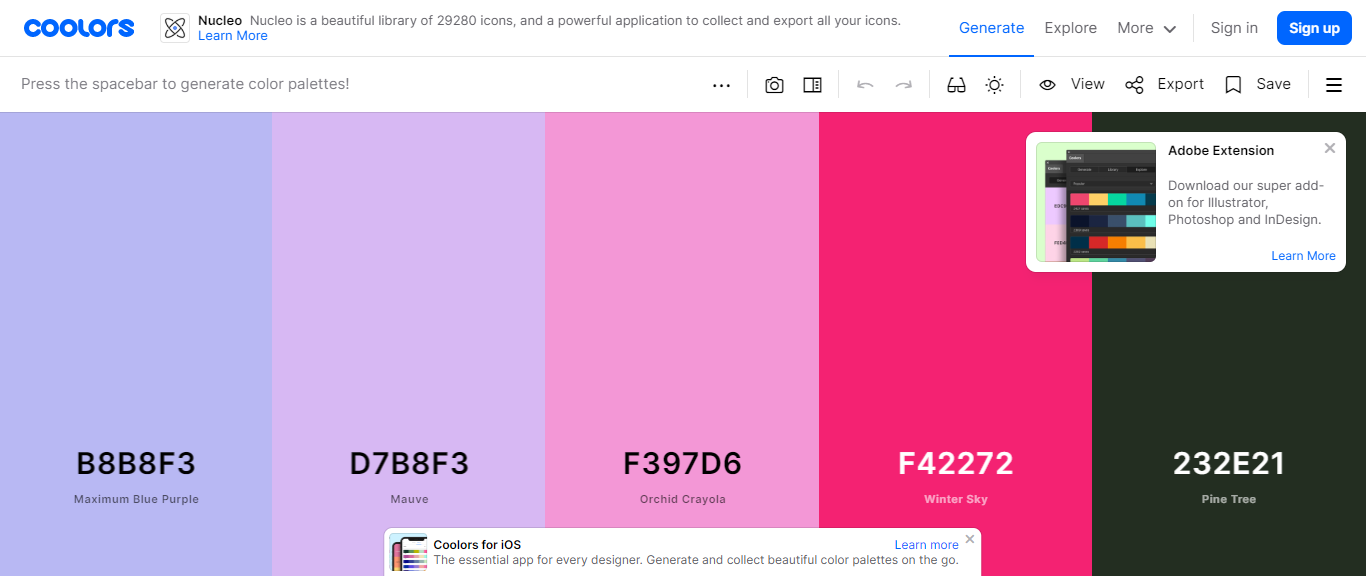 coolors
Nucleo Nucleo is a beautiful library of 29280 icons, and a powerful application to collect and export all your icons.
Learn More
Generate
Explore
More
Sign in
Sign up
Press the spacebar to generate color palettes!
View
Export
Save
Adobe Extension
Download our super add-
on for Illustrator,
Photoshop and InDesign.
Learn More
B8B8F3
Maximum Blue Purple
D7B8F3
Mauve
F397D6
Orchid Crayola
F42272
Winter Sky
232E21
Pine Tree
Coolors for iOS
Learn more
The essential app for every designer. Generate and collect beautiful color palettes on the go.